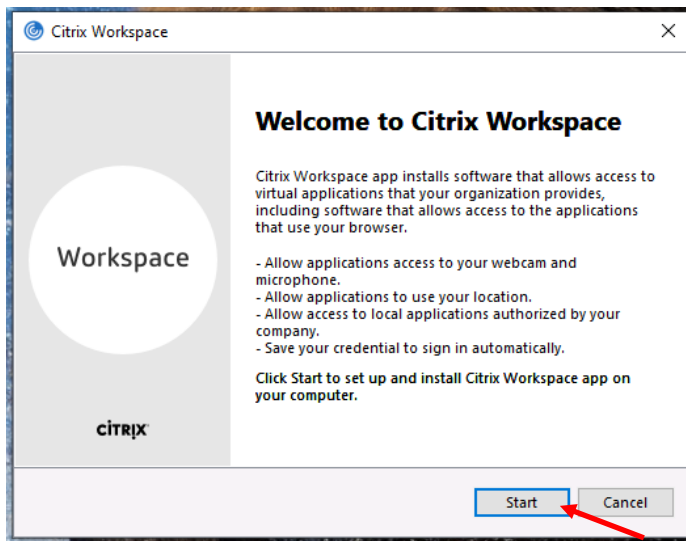 Citrix Workspace
Welcome to Citrix Workspace
Citrix Workspace app installs software that allows access to
virtual applications that your organization provides,
including software that allows access to the applications
that use your browser.
- Allow applications access to your webcam and
microphone.
- Allow applications to use your location.
- Allow access to local applications authorized by your
company.
- Save your credential to sign in automatically.
Click Start to set up and install Citrix Workspace app on
your computer.
Workspace
CITRIX
Start
Cancel